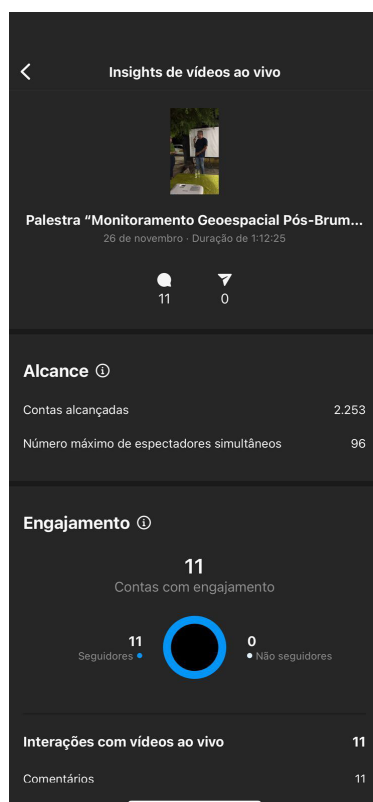 Insights de vídeos ao vivo
Palestra “Monitoramento Geoespacial Pós-Brum...
26 de novembro · Duração de 1:12:25
11 0
Alcance
Contas alcançadas 2.253
Número máximo de espectadores simultâneos 96
Engajamento
11
Contas com engajamento
11 0
Seguidores Não seguidores
Interações com vídeos ao vivo 11
Comentários 11